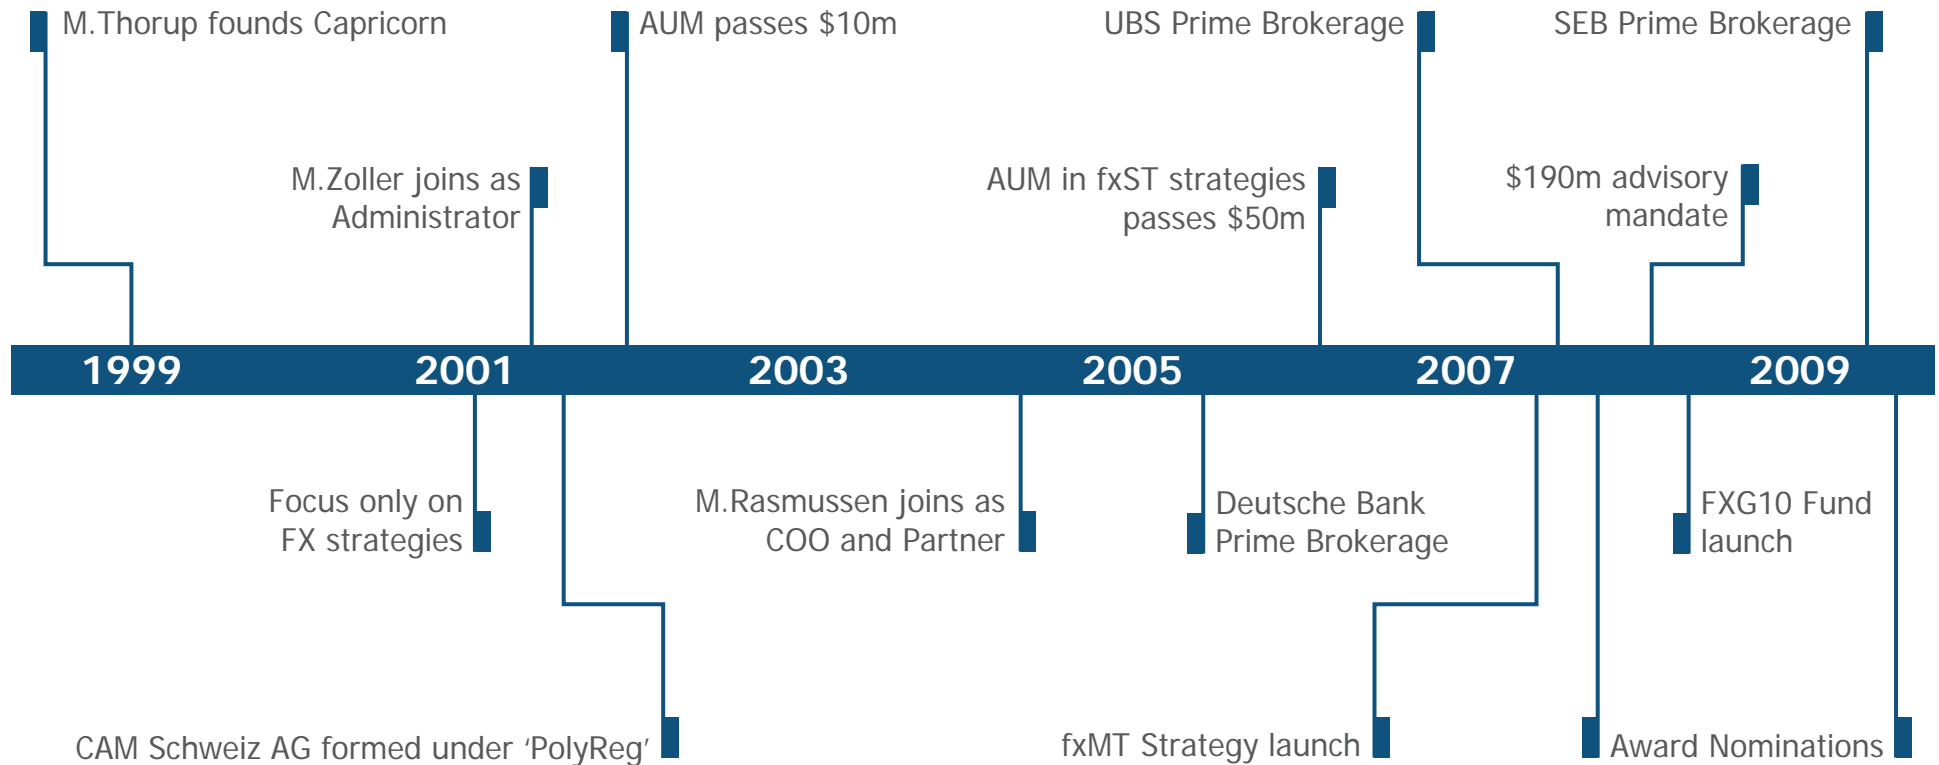 M.Thorup founds Capricorn
AUM passes $10m
UBS Prime Brokerage
SEB Prime Brokerage
M.Zoller joins as
Administrator
AUM in fxST strategies
passes $50m
$190m advisory
mandate
1999 2001 2003 2005 2007 2009
Focus only on
FX strategies
M.Rasmussen joins as
COO and Partner
Deutsche Bank
Prime Brokerage
FXG10 Fund
launch
CAM Schweiz AG formed under ‘PolyReg’
fxMT Strategy launch
Award Nominations